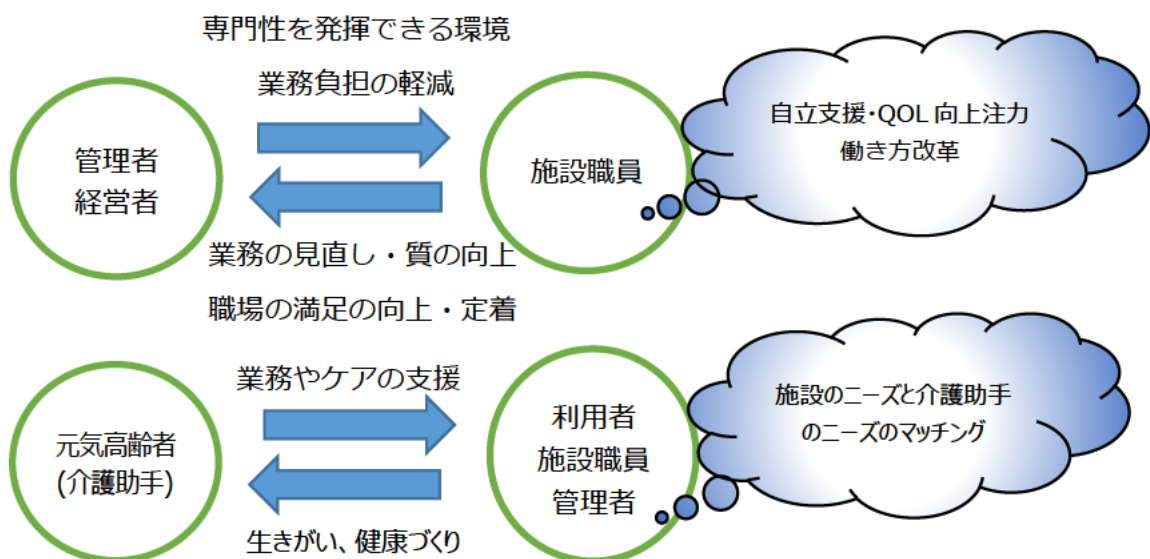 専門性を発揮できる環境
業務負担の軽減
管理者
経営者
施設職員
自立支援・QOL 向上注力
働き方改革
業務の見直し・質の向上
職場の満足の向上・定着
業務やケアの支援
元気高齢者
(介護助手)
利用者
施設職員
管理者
施設のニーズと介護助手
のニーズのマッチング
生きがい、健康づくり